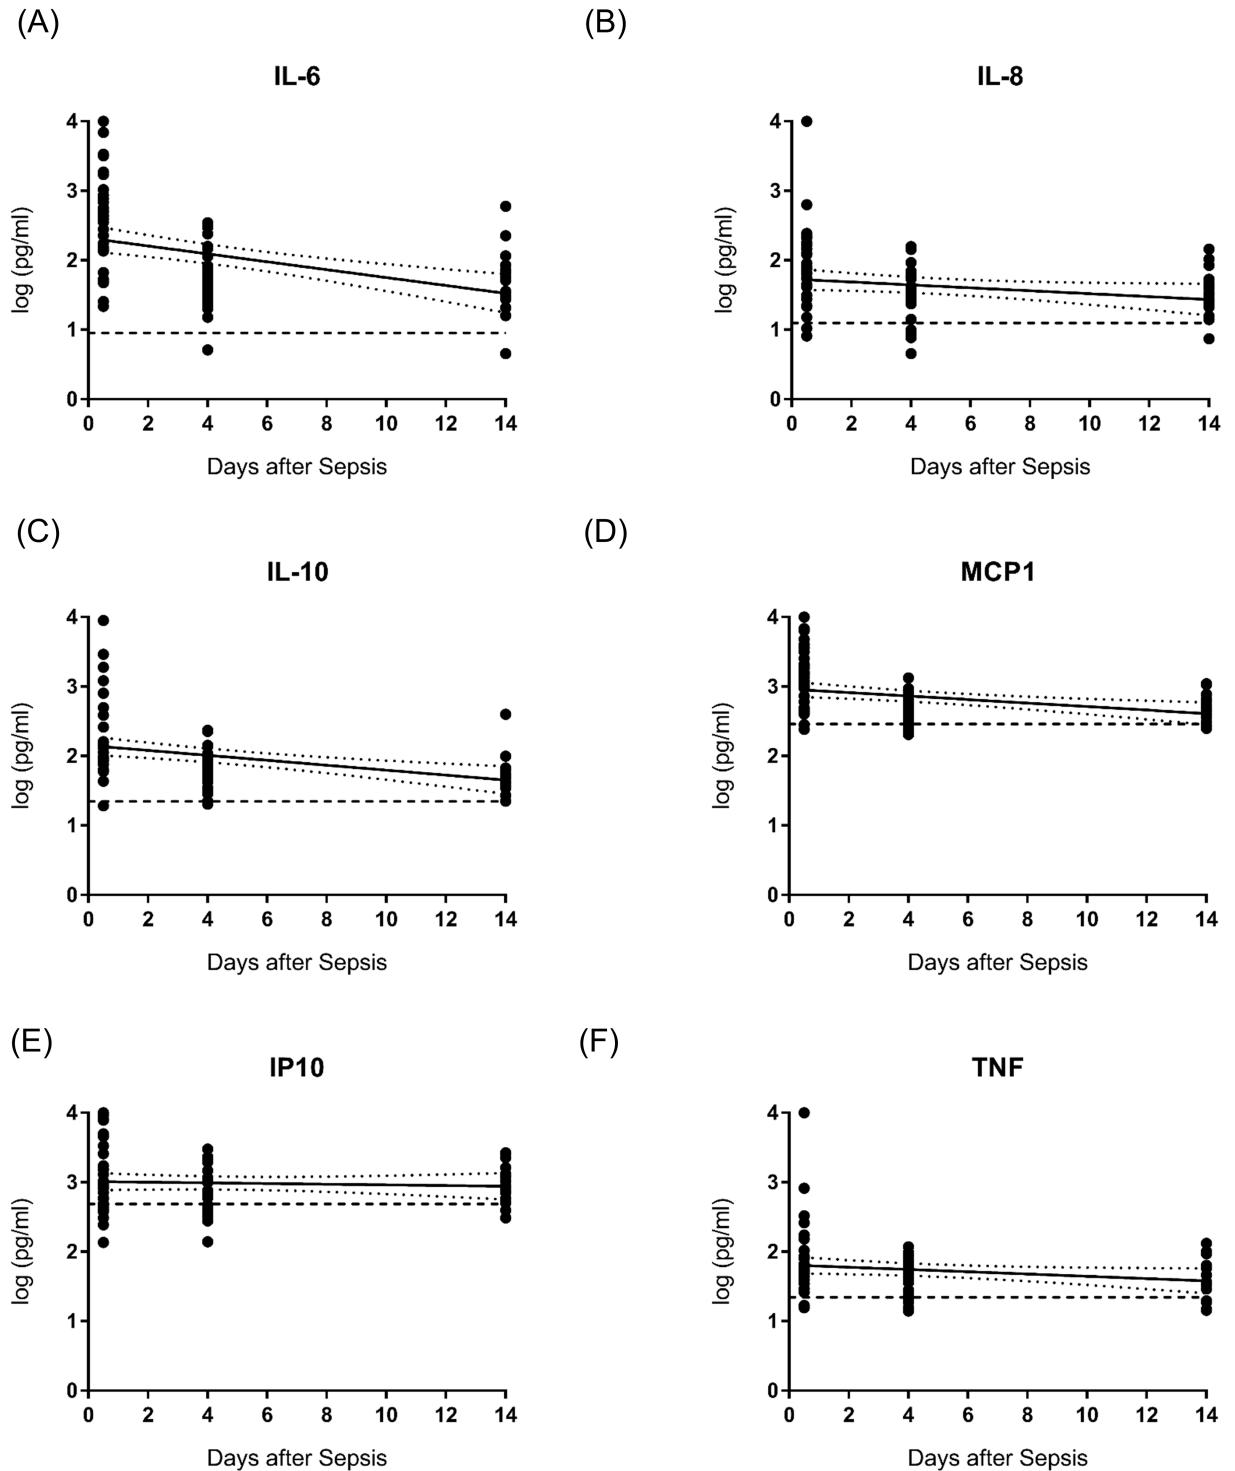 (A)
(B)
IL-6
IL-8
4
3
2
1
0
log (pg/ml)
0 2 4 6 8 10 12 14
Days after Sepsis
4
3
2
1
0
log (pg/ml)
0 2 4 6 8 10 12 14
Days after Sepsis
(C)
(D)
IL-10
MCP1
4
3
2
1
0
log (pg/ml)
0 2 4 6 8 10 12 14
Days after Sepsis
4
3
2
1
0
log (pg/ml)
0 2 4 6 8 10 12 14
Days after Sepsis
(E)
(F)
IP10
TNF
4
3
2
1
0
log (pg/ml)
0 2 4 6 8 10 12 14
Days after Sepsis
4
3
2
1
0
log (pg/ml)
0 2 4 6 8 10 12 14
Days after Sepsis